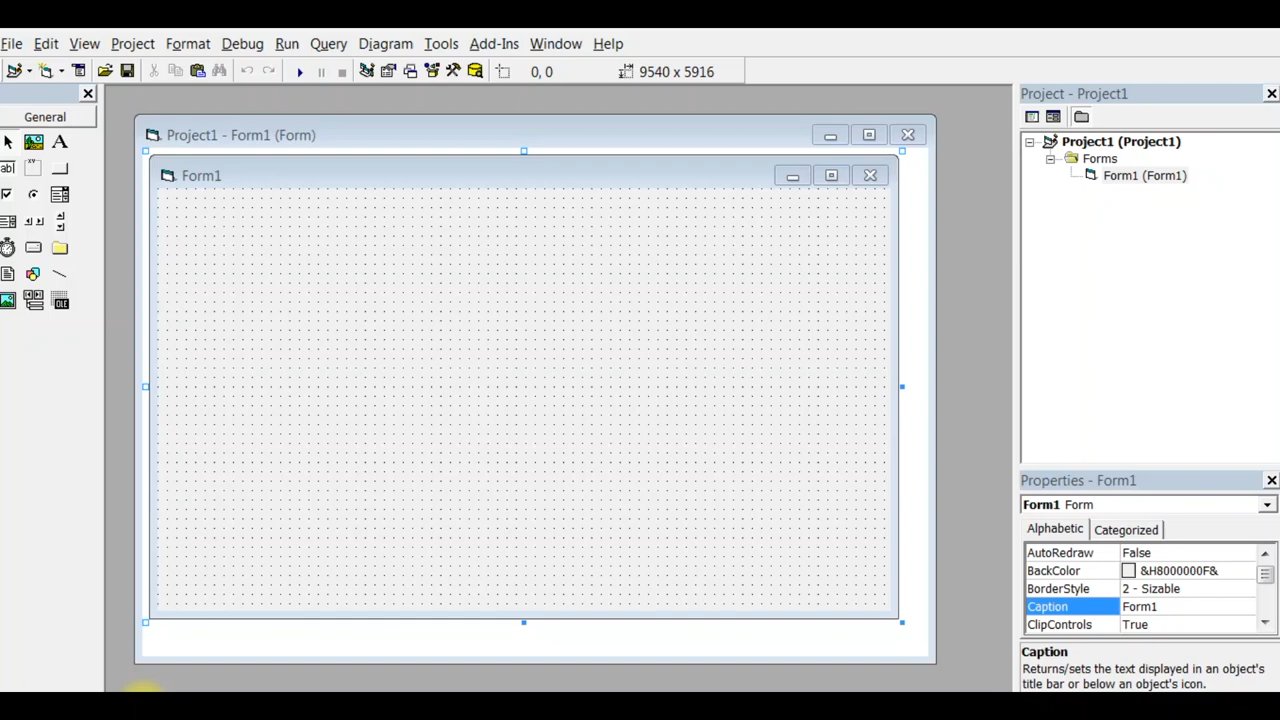 File Edit View Project Format Debug Run Query Diagram Tools Add-Ins Window Help
0, 0 9540 x 5916
General
A
ab|
xy
OLE
Project1 - Form1 (Form)
Form1
Project - Project1
Project1 (Project1)
Forms
Form1 (Form1)
Properties - Form1
Form1 Form
Alphabetic Categorized
AutoRedraw False
BackColor &H8000000F&
BorderStyle 2 - Sizable
Caption Form1
ClipControls True
Caption
Returns/sets the text displayed in an object's
title bar or below an object's icon.